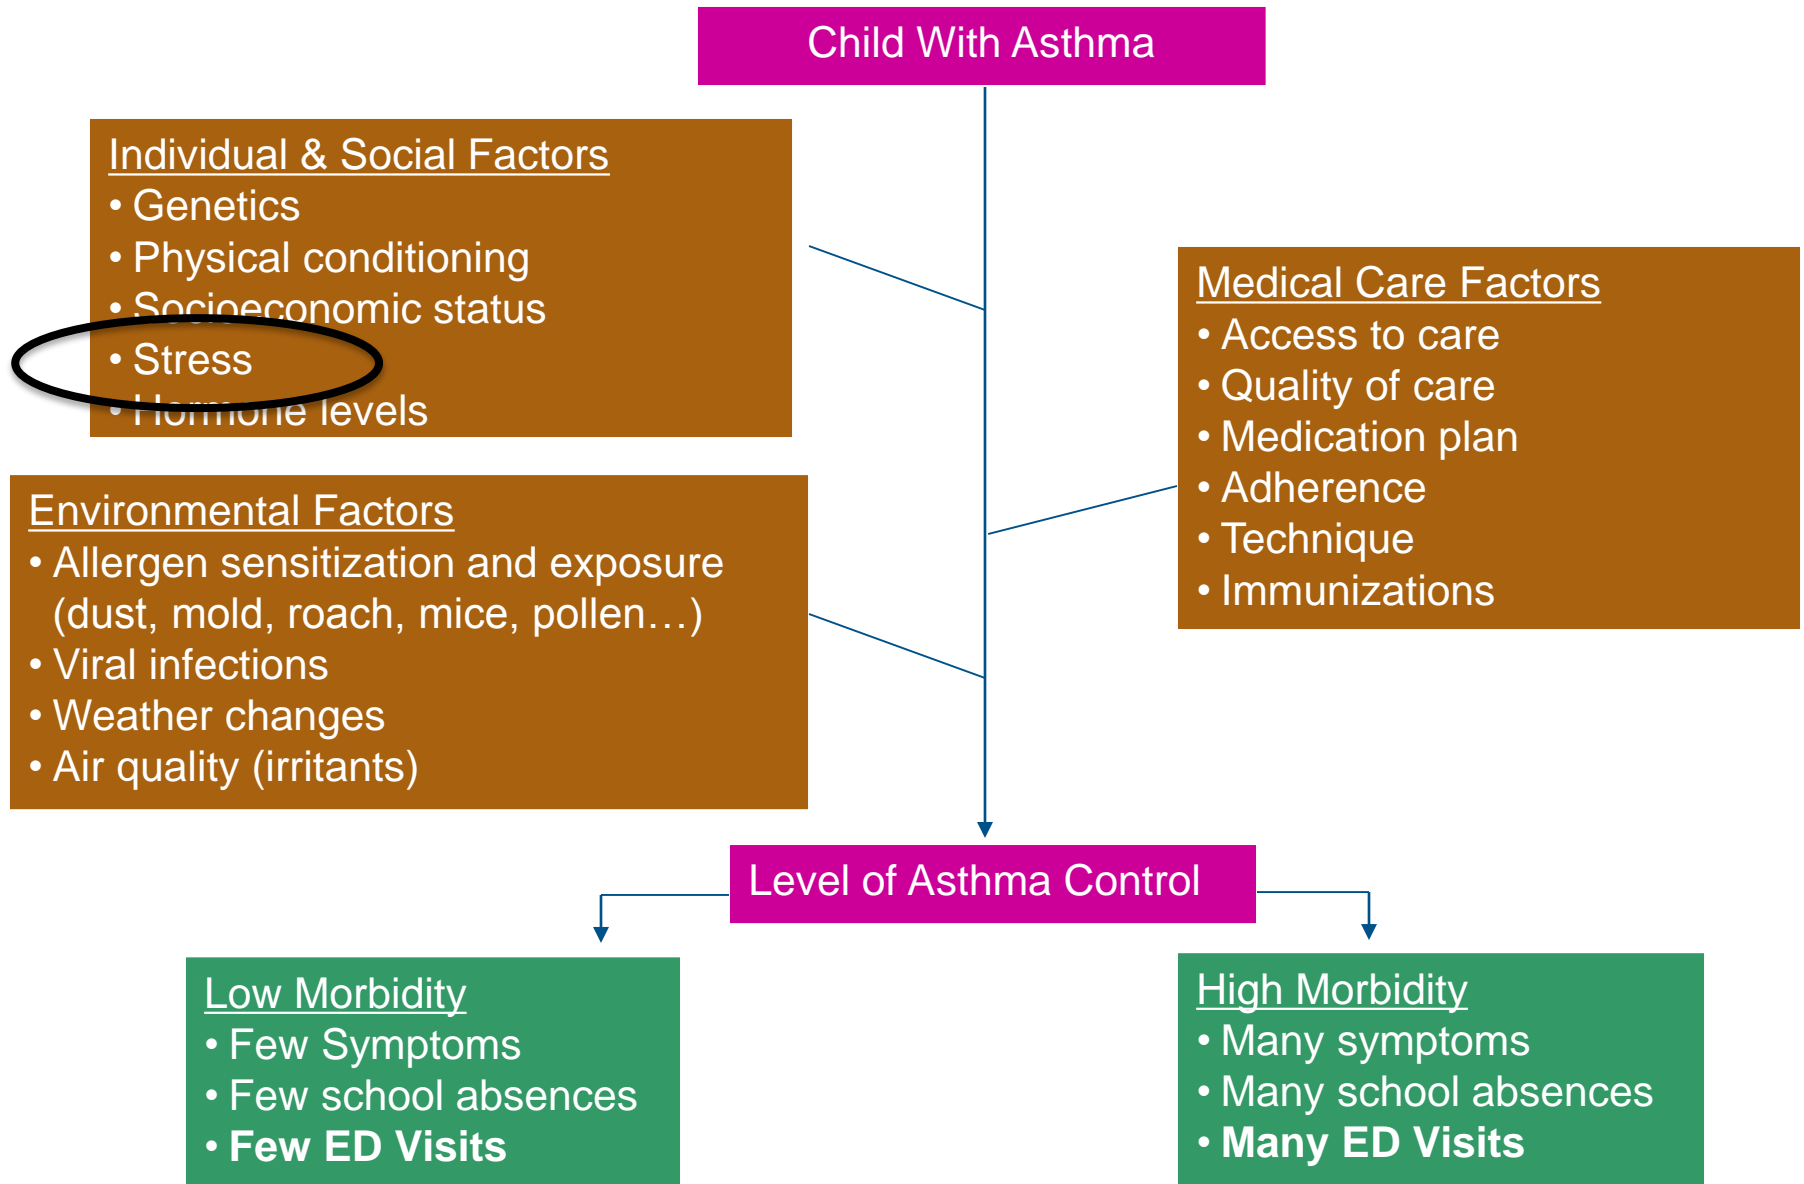 Child With Asthma
Individual & Social Factors
• Genetics
• Physical conditioning
• Socioeconomic status
• Stress
• Hormone levels
Medical Care Factors
• Access to care
• Quality of care
• Medication plan
• Adherence
• Technique
• Immunizations
Environmental Factors
• Allergen sensitization and exposure
(dust, mold, roach, mice, pollen…)
• Viral infections
• Weather changes
• Air quality (irritants)
Level of Asthma Control
Low Morbidity
• Few Symptoms
• Few school absences
• Few ED Visits
High Morbidity
• Many symptoms
• Many school absences
• Many ED Visits